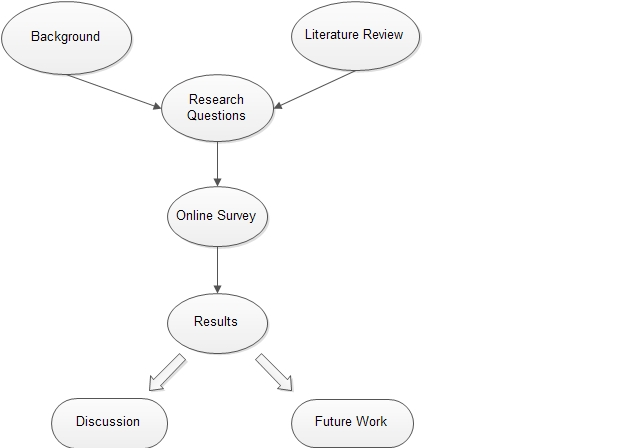 Background
Literature Review
Research
Questions
Online Survey
Results
Discussion
Future Work